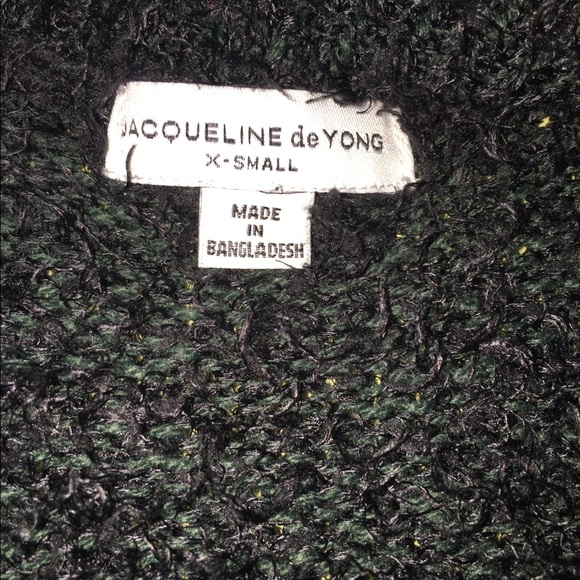 JACQUELINE de YONG
X-SMALL
MADE
IN
BANGLADESH